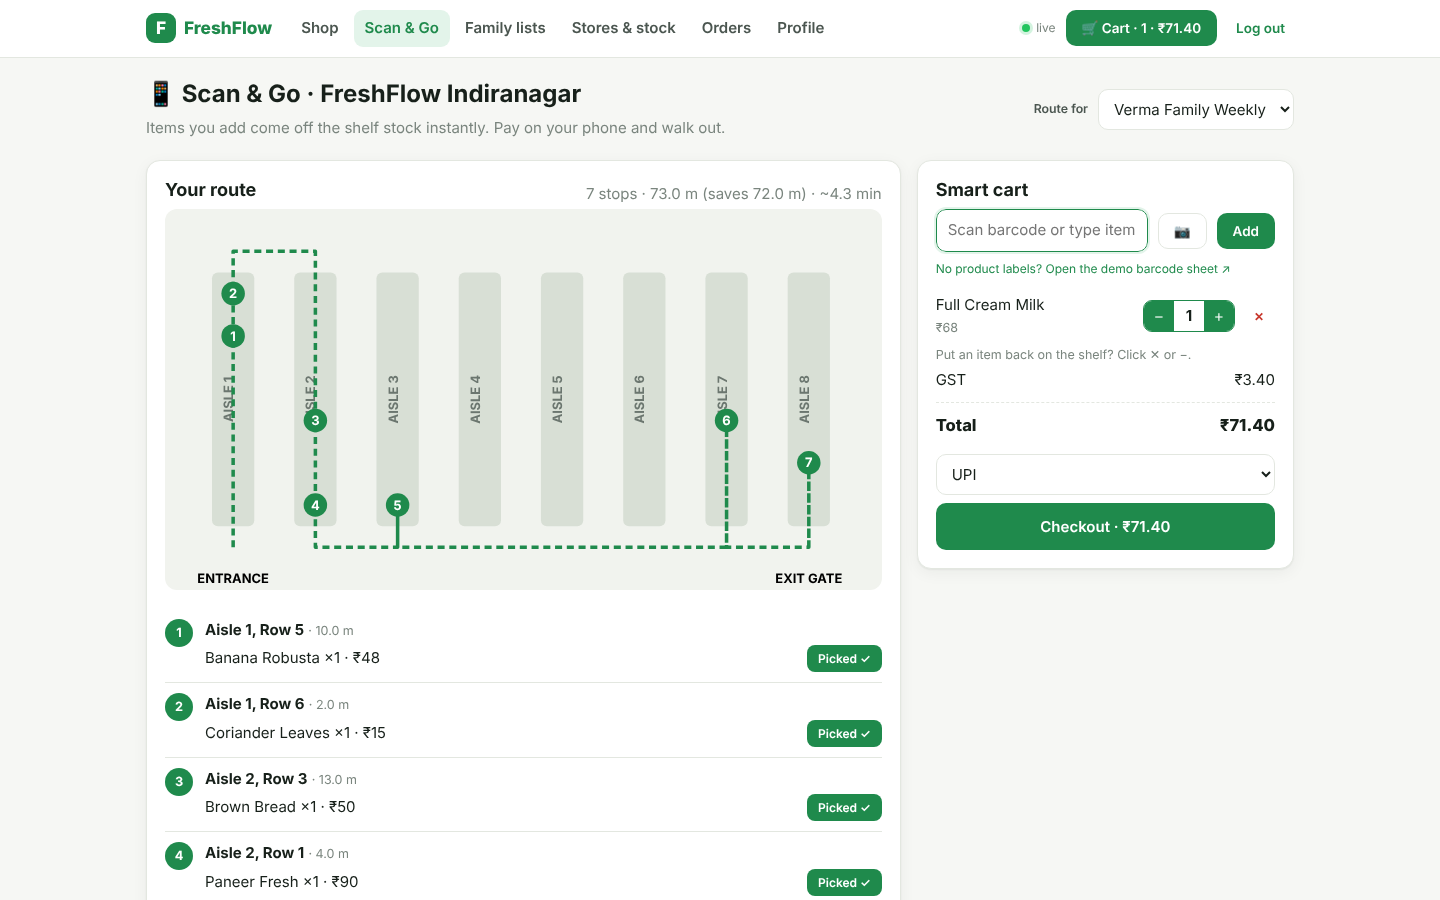 F FreshFlow Shop Scan & Go Family lists Stores & stock Orders Profile live 🛒 Cart · 1 · ₹71.40 Log out
📱 Scan & Go · FreshFlow Indiranagar
Items you add come off the shelf stock instantly. Pay on your phone and walk out.
Route for Verma Family Weekly
Your route
7 stops · 73.0 m (saves 72.0 m) · ~4.3 min
2
1
3
4
5
6
7
AISLE 1
AISLE 2
AISLE 3
AISLE 4
AISLE 5
AISLE 6
AISLE 7
AISLE 8
ENTRANCE
EXIT GATE
1 Aisle 1, Row 5 · 10.0 m
Banana Robusta ×1 · ₹48 Picked ✓
2 Aisle 1, Row 6 · 2.0 m
Coriander Leaves ×1 · ₹15 Picked ✓
3 Aisle 2, Row 3 · 13.0 m
Brown Bread ×1 · ₹50 Picked ✓
4 Aisle 2, Row 1 · 4.0 m
Paneer Fresh ×1 · ₹90 Picked ✓
Smart cart
Scan barcode or type item 📷 Add
No product labels? Open the demo barcode sheet ↗
Full Cream Milk
₹68
− 1 + ×
Put an item back on the shelf? Click ✕ or −.
GST ₹3.40
Total ₹71.40
UPI
Checkout · ₹71.40